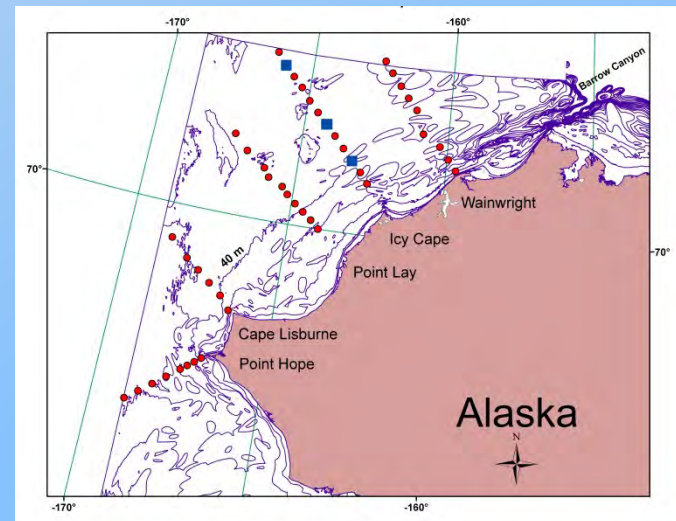 -170°
-160°
Barrow Canyon
70°
Wainwright
Icy Cape
-70°
40 m
Point Lay
Cape Lisburne
Point Hope
Alaska
N
-170°
-160°